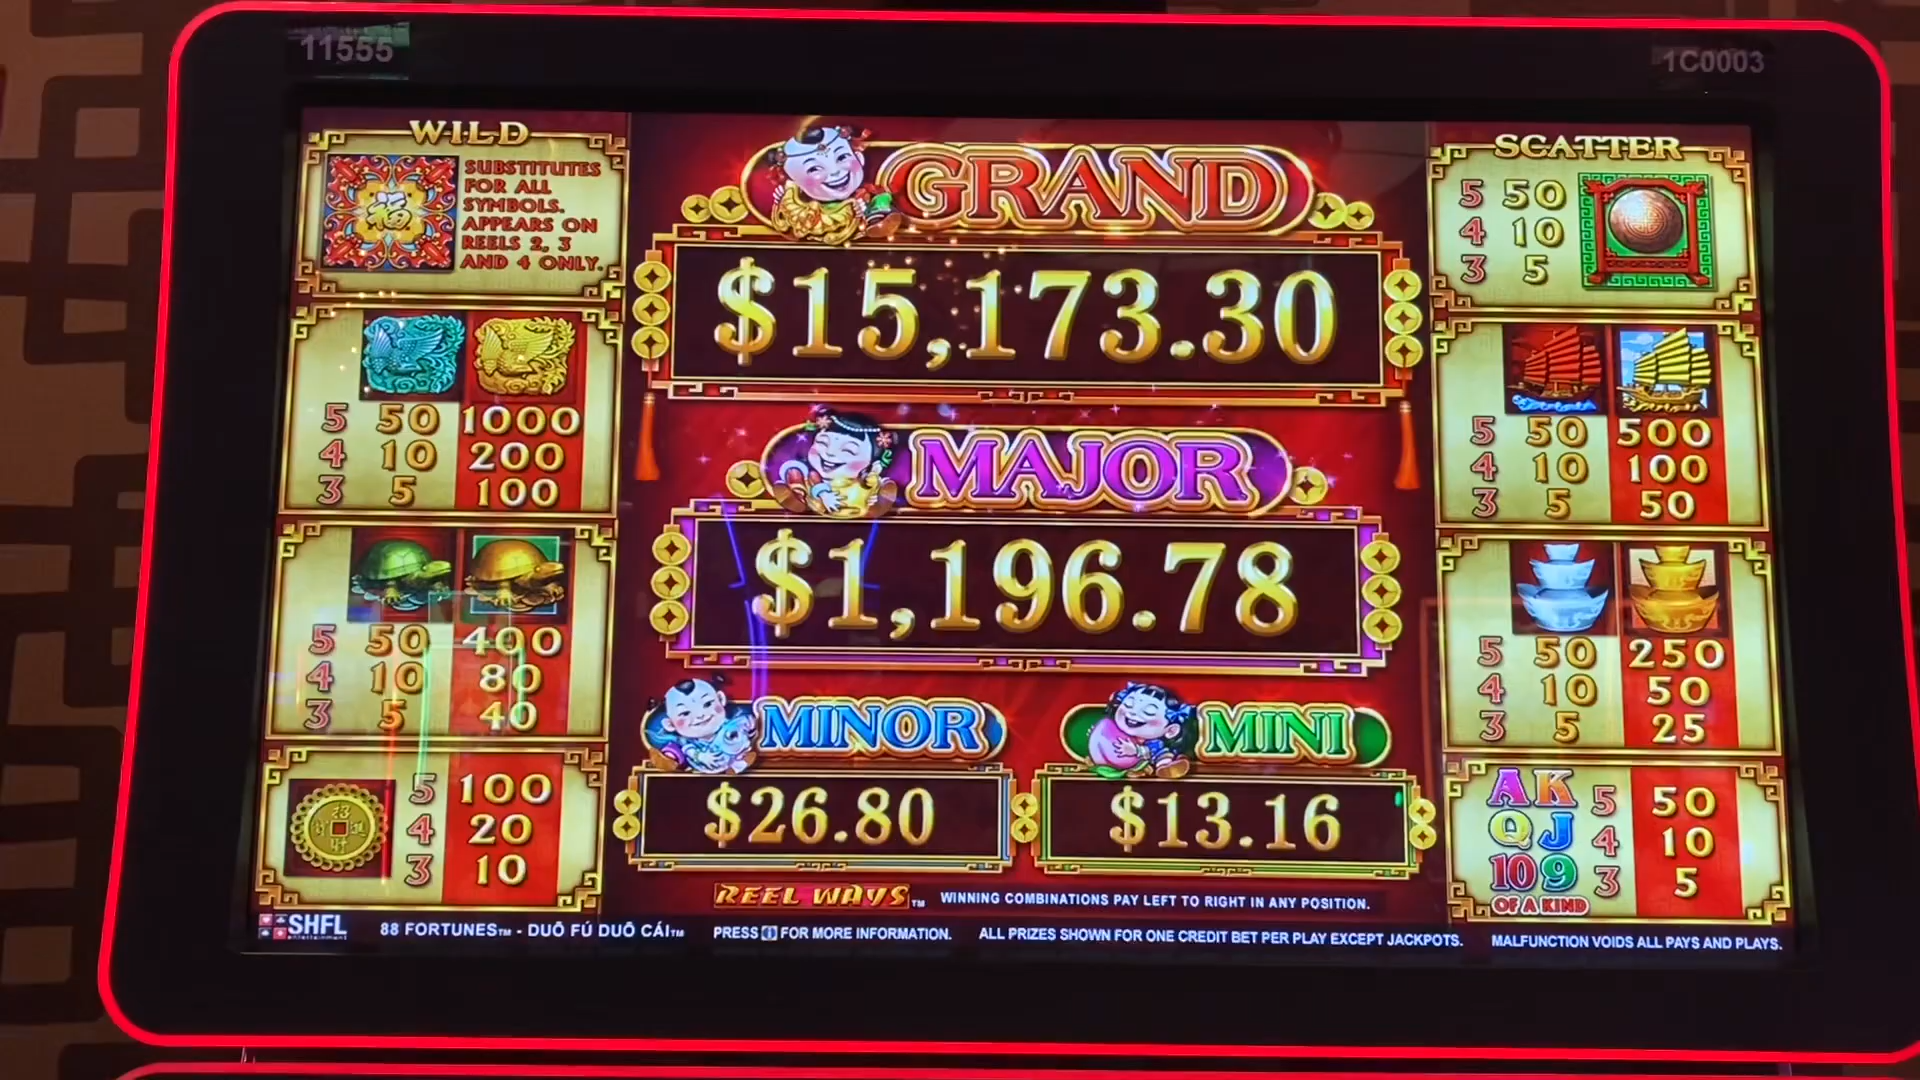 11555
1C0003
WILD
SUBSTITUTES
FOR ALL
SYMBOLS.
APPEARS ON
REELS 2, 3
AND 4 ONLY.
福
5 50 1000
4 10 200
3 5 100
5 50 400
4 10 80
3 5 40
5 100
4 20
3 10
GRAND
$15,173.30
MAJOR
$1,196.78
MINOR
$26.80
MINI
$13.16
SCATTER
5 50
4 10
3 5
5 50 500
4 10 100
3 5 50
5 50 250
4 10 50
3 5 25
A K
Q J
10 9
OF A KIND
5 50
4 10
3 5
REEL WAYS™ WINNING COMBINATIONS PAY LEFT TO RIGHT IN ANY POSITION.
SHFL
entertainment
88 FORTUNES™ - DUŌ FÚ DUŌ CÁI™
PRESS i FOR MORE INFORMATION.
ALL PRIZES SHOWN FOR ONE CREDIT BET PER PLAY EXCEPT JACKPOTS.
MALFUNCTION VOIDS ALL PAYS AND PLAYS.